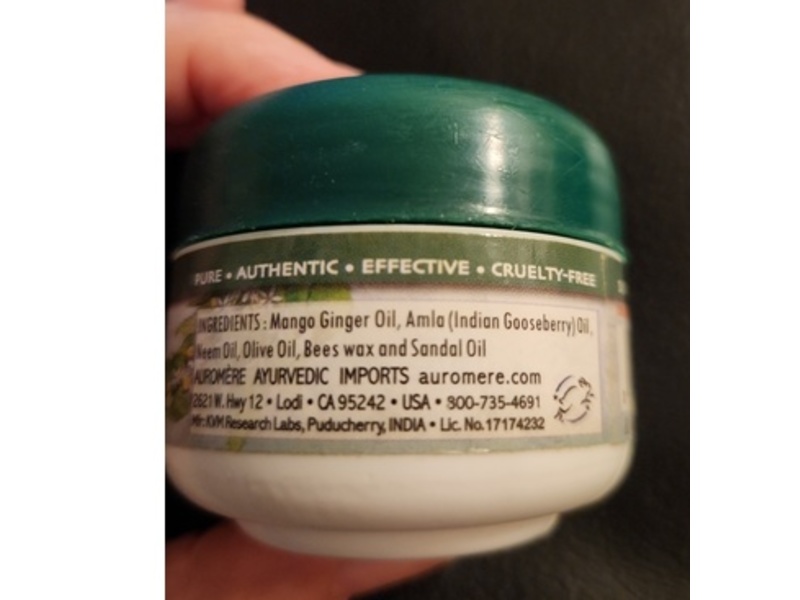 PURE • AUTHENTIC • EFFECTIVE • CRUELTY-FREE
INGREDIENTS : Mango Ginger Oil, Amla (Indian Gooseberry) Oil,
Neem Oil, Olive Oil, Bees wax and Sandal Oil
AUROMÈRE AYURVEDIC IMPORTS auromere.com
2621 W. Hwy 12 • Lodi • CA 95242 • USA • 800-735-4691
Mfr: KVM Research Labs, Puducherry, INDIA • Lic. No. 17174232